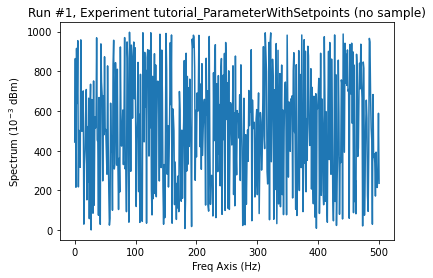 Run #1, Experiment tutorial_ParameterWithSetpoints (no sample)
1000
800
600
400
200
0
Spectrum (10⁻³ dBm)
0 100 200 300 400 500
Freq Axis (Hz)